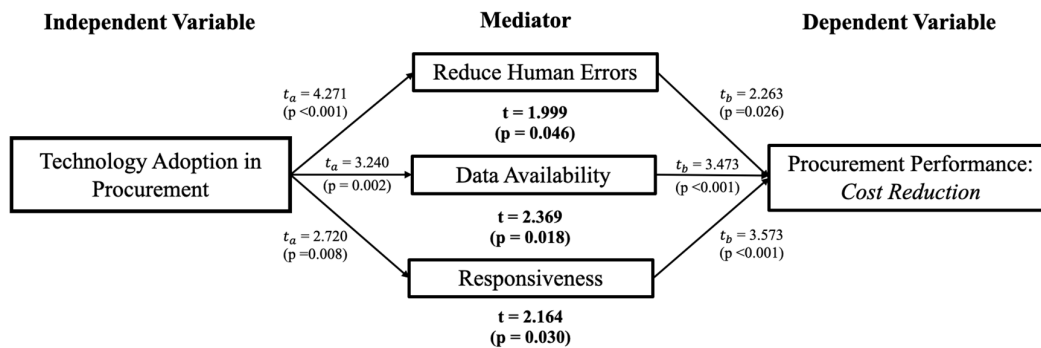 Independent Variable
Mediator
Dependent Variable
Reduce Human Errors
tₐ = 4.271
(p <0.001)
t_b = 2.263
(p=0.026)
t = 1.999
(p = 0.046)
Technology Adoption in
Procurement
tₐ = 3.240
(p = 0.002)
Data Availability
t_b = 3.473
(p <0.001)
Procurement Performance:
Cost Reduction
t = 2.369
(p = 0.018)
tₐ = 2.720
(p =0.008)
t_b = 3.573
(p <0.001)
Responsiveness
t = 2.164
(p = 0.030)